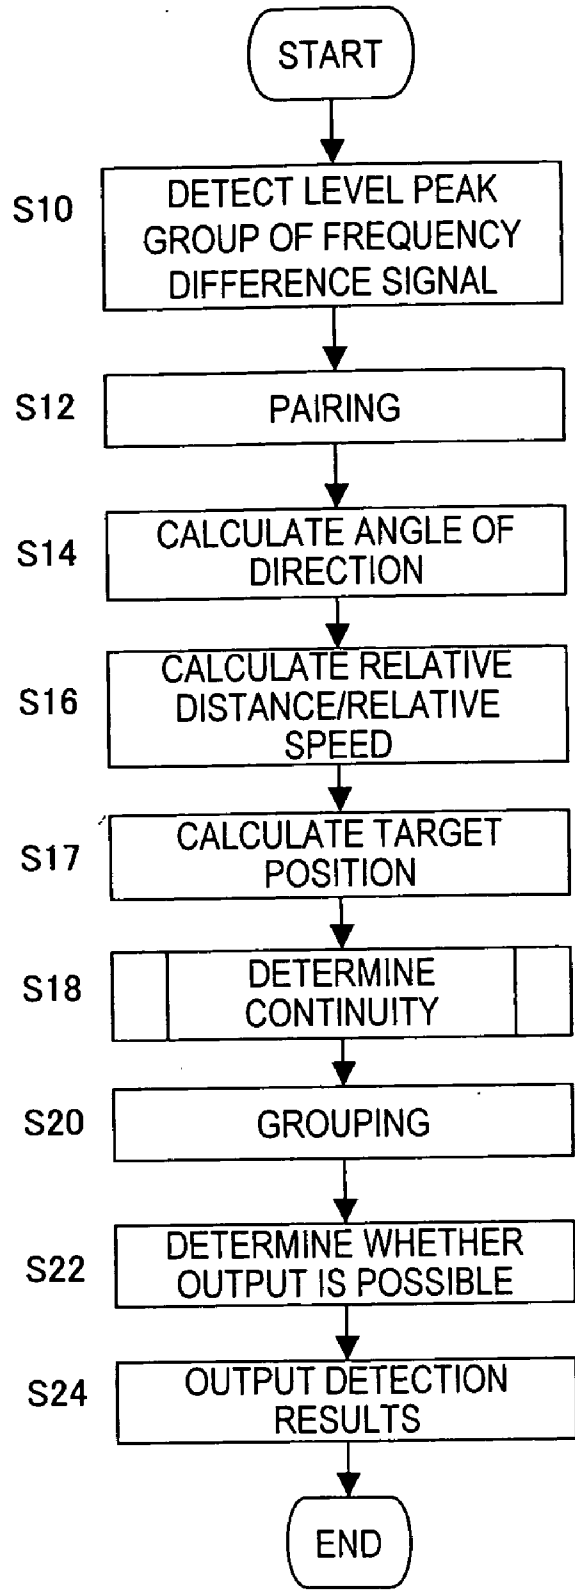 START
S10
DETECT LEVEL PEAK
GROUP OF FREQUENCY
DIFFERENCE SIGNAL
S12
PAIRING
S14
CALCULATE ANGLE OF
DIRECTION
S16
CALCULATE RELATIVE
DISTANCE/RELATIVE
SPEED
S17
CALCULATE TARGET
POSITION
S18
DETERMINE
CONTINUITY
S20
GROUPING
S22
DETERMINE WHETHER
OUTPUT IS POSSIBLE
S24
OUTPUT DETECTION
RESULTS
END